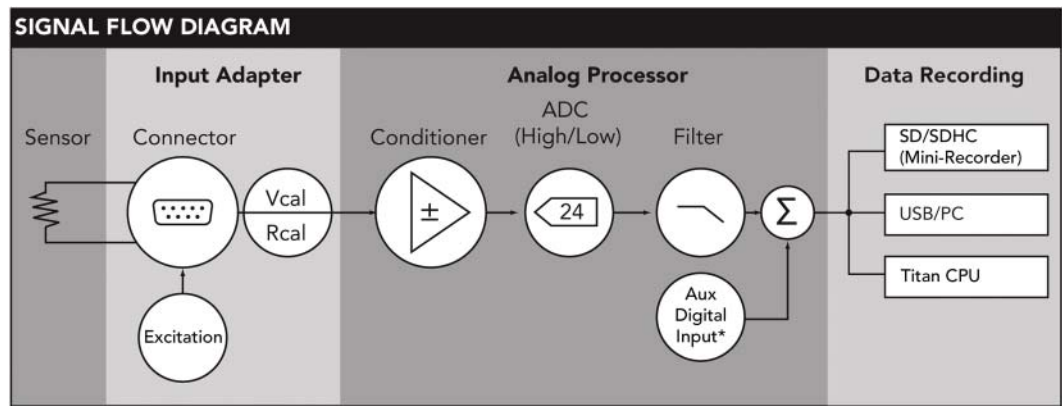 SIGNAL FLOW DIAGRAM
Input Adapter
Analog Processor
Data Recording
Sensor
Connector
Conditioner
ADC
(High/Low)
Filter
Vcal
Rcal
±
24
Σ
SD/SDHC
(Mini-Recorder)
USB/PC
Titan CPU
Excitation
Aux
Digital
Input*